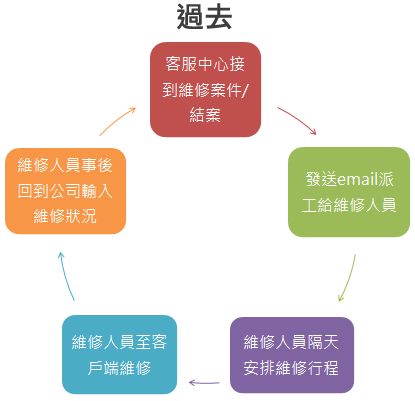 過去
客服中心接
到維修案件/
結案
發送email派
工給維修人員
維修人員隔天
安排維修行程
維修人員至客
戶端維修
維修人員事後
回到公司輸入
維修狀況